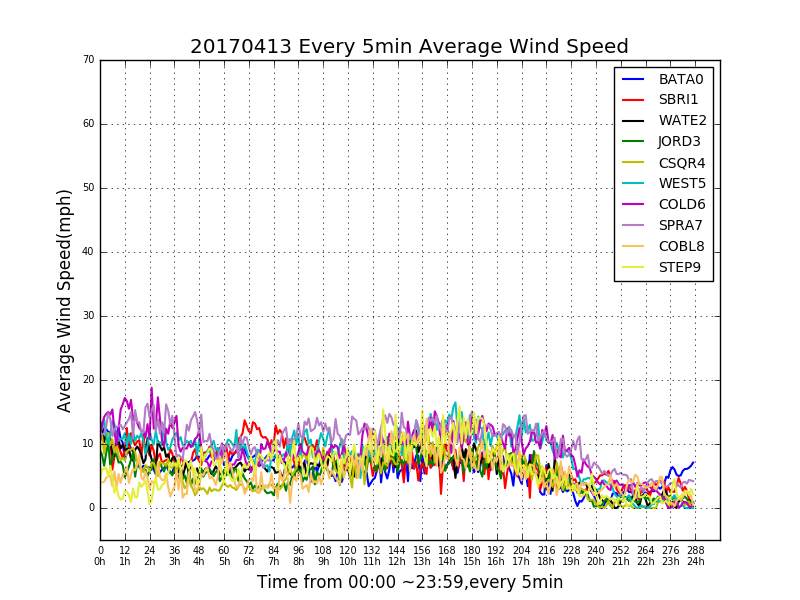 20170413 Every 5min Average Wind Speed
70
60
50
40
30
20
10
0
Average Wind Speed(mph)
BATA0
SBRI1
WATE2
JORD3
CSQR4
WEST5
COLD6
SPRA7
COBL8
STEP9
0 12 24 36 48 60 72 84 96 108 120 132 144 156 168 180 192 204 216 228 240 252 264 276 288
0h 1h 2h 3h 4h 5h 6h 7h 8h 9h 10h 11h 12h 13h 14h 15h 16h 17h 18h 19h 20h 21h 22h 23h 24h
Time from 00:00 ~23:59,every 5min